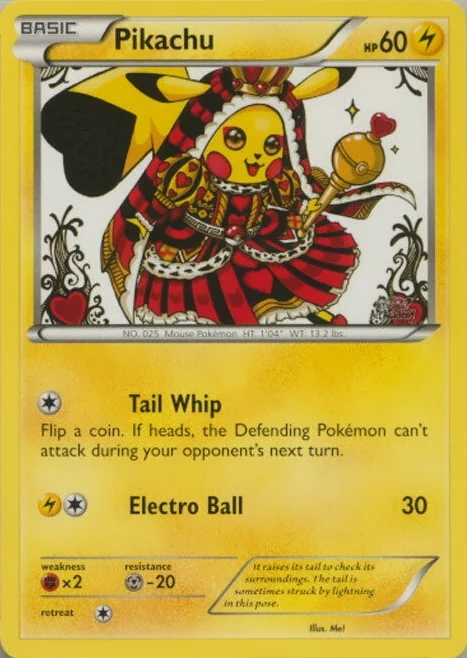 BASIC
Pikachu
HP60
NO. 025 Mouse Pokémon HT: 1'04" WT: 13.2 lbs.
Tail Whip
Flip a coin. If heads, the Defending Pokémon can't
attack during your opponent's next turn.
Electro Ball 30
weakness resistance
×2 -20
retreat
It raises its tail to check its
surroundings. The tail is
sometimes struck by lightning
in this pose.
Illus. Me!